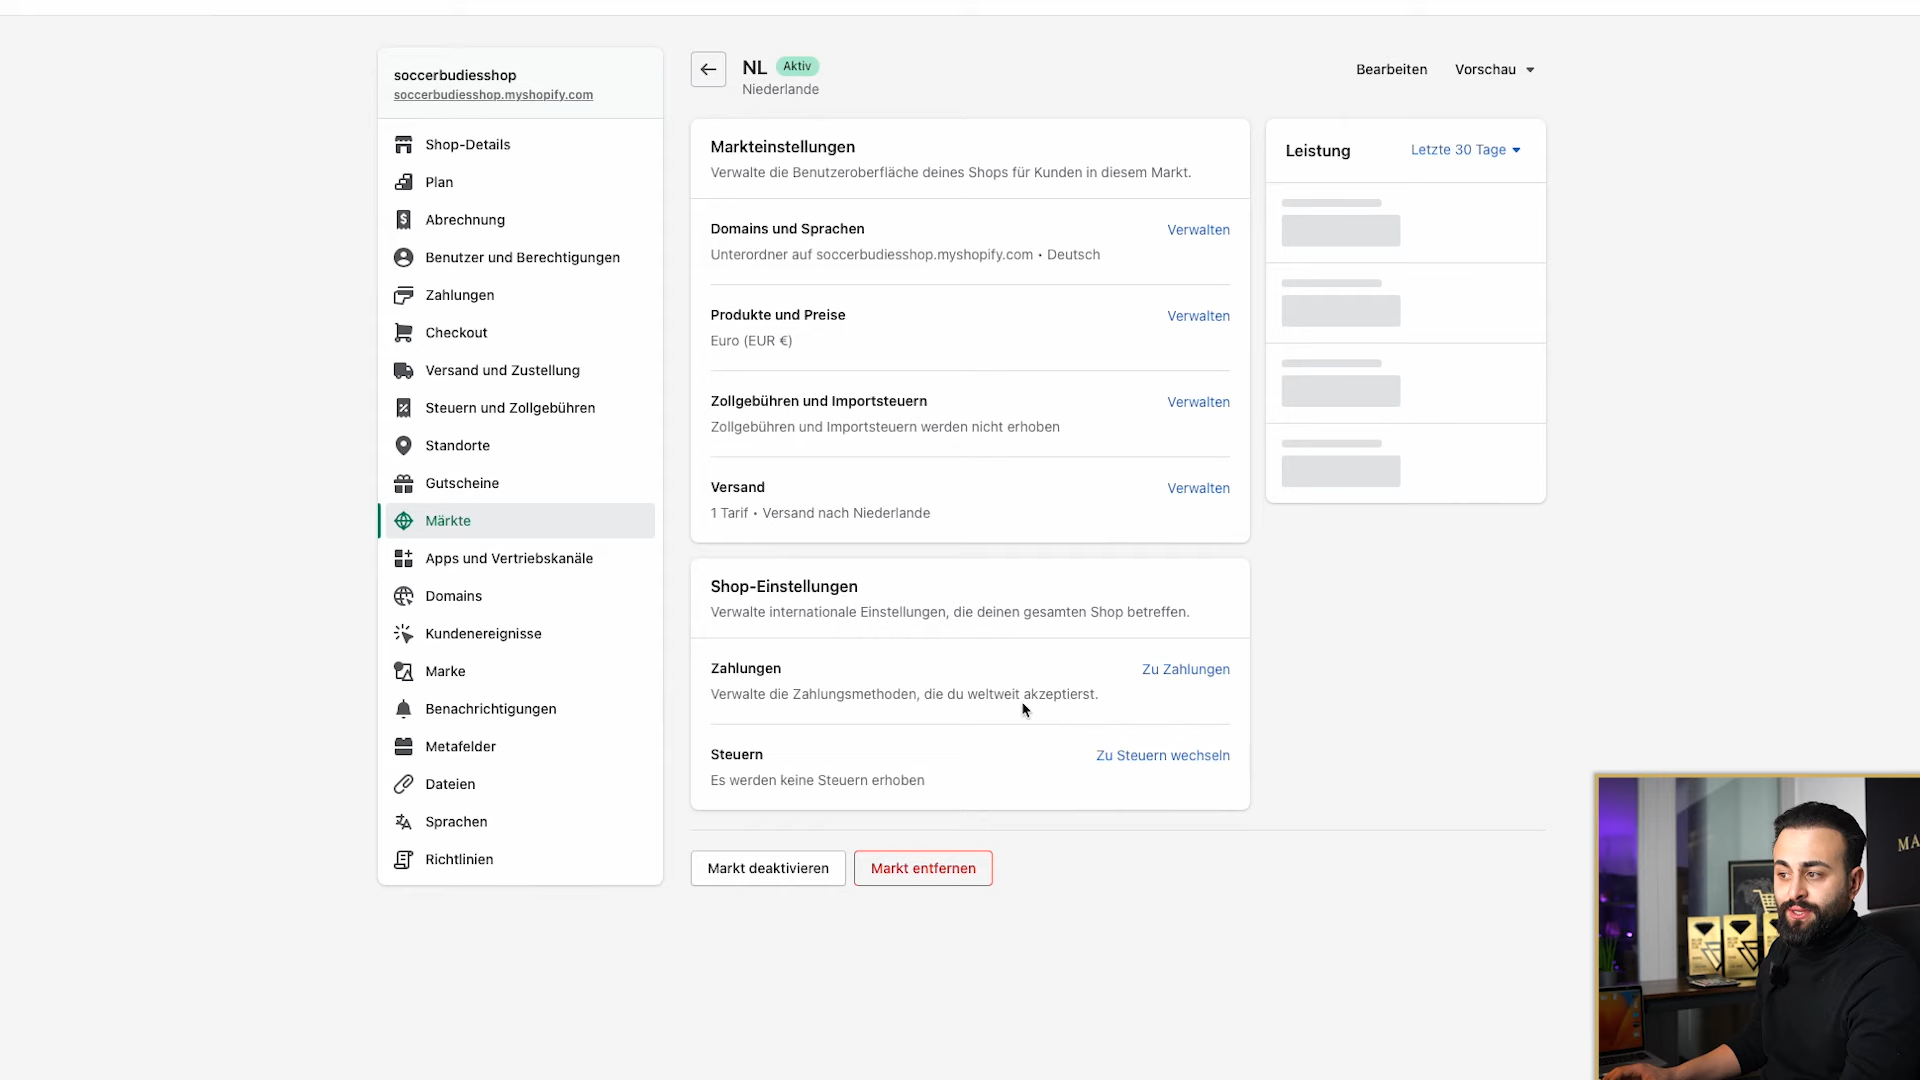 soccerbudiesshop
soccerbudiesshop.myshopify.com
Shop-Details
Plan
Abrechnung
Benutzer und Berechtigungen
Zahlungen
Checkout
Versand und Zustellung
Steuern und Zollgebühren
Standorte
Gutscheine
Märkte
Apps und Vertriebskanäle
Domains
Kundenereignisse
Marke
Benachrichtigungen
Metafelder
Dateien
Sprachen
Richtlinien
NL Aktiv
Niederlande
Bearbeiten Vorschau
Markteinstellungen
Verwalte die Benutzeroberfläche deines Shops für Kunden in diesem Markt.
Domains und Sprachen Verwalten
Unterordner auf soccerbudiesshop.myshopify.com • Deutsch
Produkte und Preise Verwalten
Euro (EUR €)
Zollgebühren und Importsteuern Verwalten
Zollgebühren und Importsteuern werden nicht erhoben
Versand Verwalten
1 Tarif • Versand nach Niederlande
Shop-Einstellungen
Verwalte internationale Einstellungen, die deinen gesamten Shop betreffen.
Zahlungen Zu Zahlungen
Verwalte die Zahlungsmethoden, die du weltweit akzeptierst.
Steuern Zu Steuern wechseln
Es werden keine Steuern erhoben
Markt deaktivieren Markt entfernen
Leistung Letzte 30 Tage